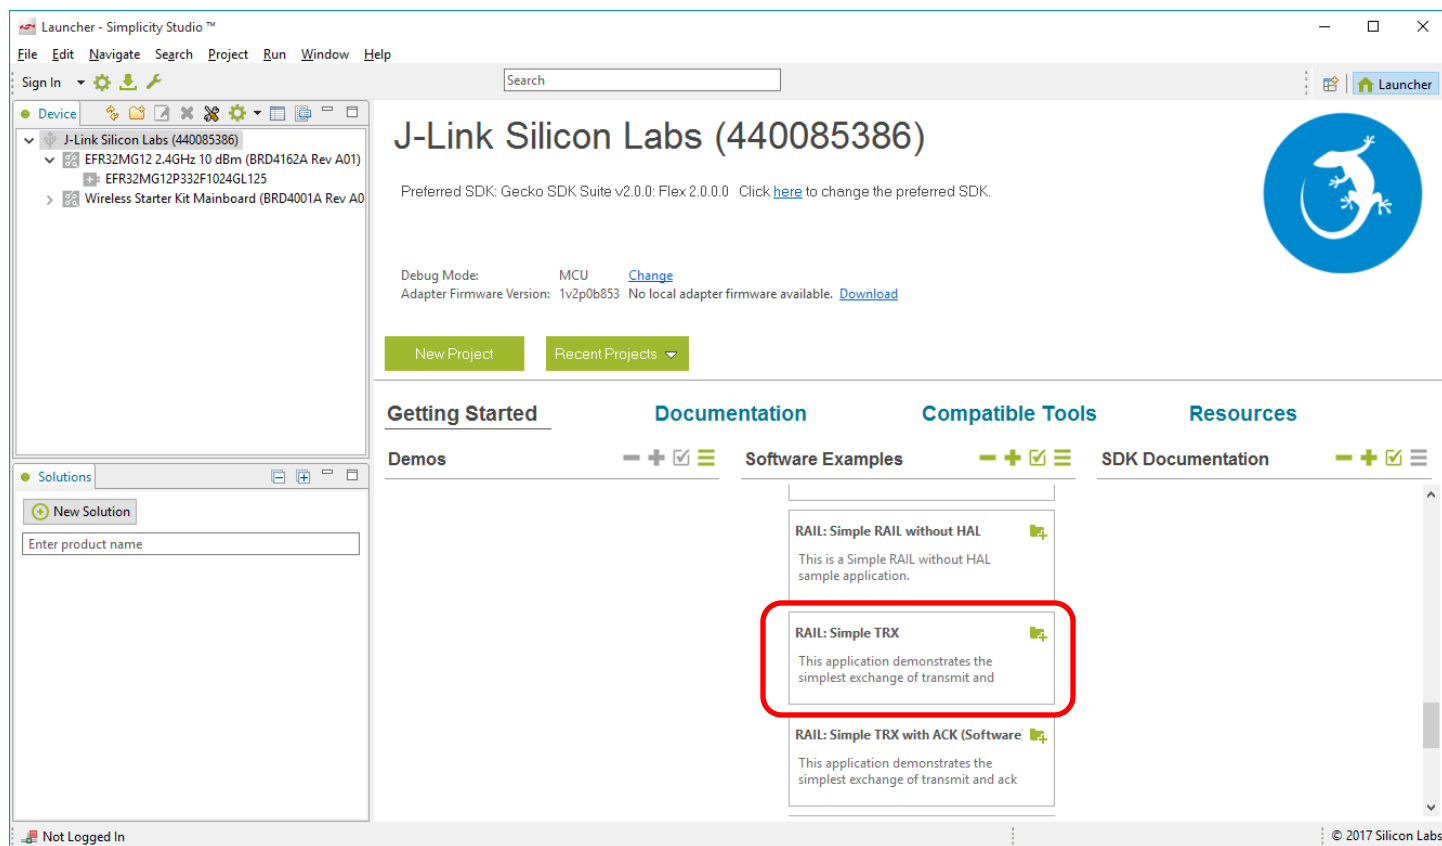 Launcher - Simplicity Studio ™
File Edit Navigate Search Project Run Window Help
Sign In
Search
Launcher
Device
J-Link Silicon Labs (440085386)
EFR32MG12 2.4GHz 10 dBm (BRD4162A Rev A01)
EFR32MG12P332F1024GL125
Wireless Starter Kit Mainboard (BRD4001A Rev A0
Solutions
New Solution
Enter product name
J-Link Silicon Labs (440085386)
Preferred SDK: Gecko SDK Suite v2.0.0: Flex 2.0.0.0 Click here to change the preferred SDK.
Debug Mode: MCU Change
Adapter Firmware Version: 1v2p0b853 No local adapter firmware available. Download
New Project
Recent Projects
Getting Started
Documentation
Compatible Tools
Resources
Demos
Software Examples
SDK Documentation
RAIL: Simple RAIL without HAL
This is a Simple RAIL without HAL
sample application.
RAIL: Simple TRX
This application demonstrates the
simplest exchange of transmit and
RAIL: Simple TRX with ACK (Software
This application demonstrates the
simplest exchange of transmit and ack
Not Logged In
© 2017 Silicon Labs